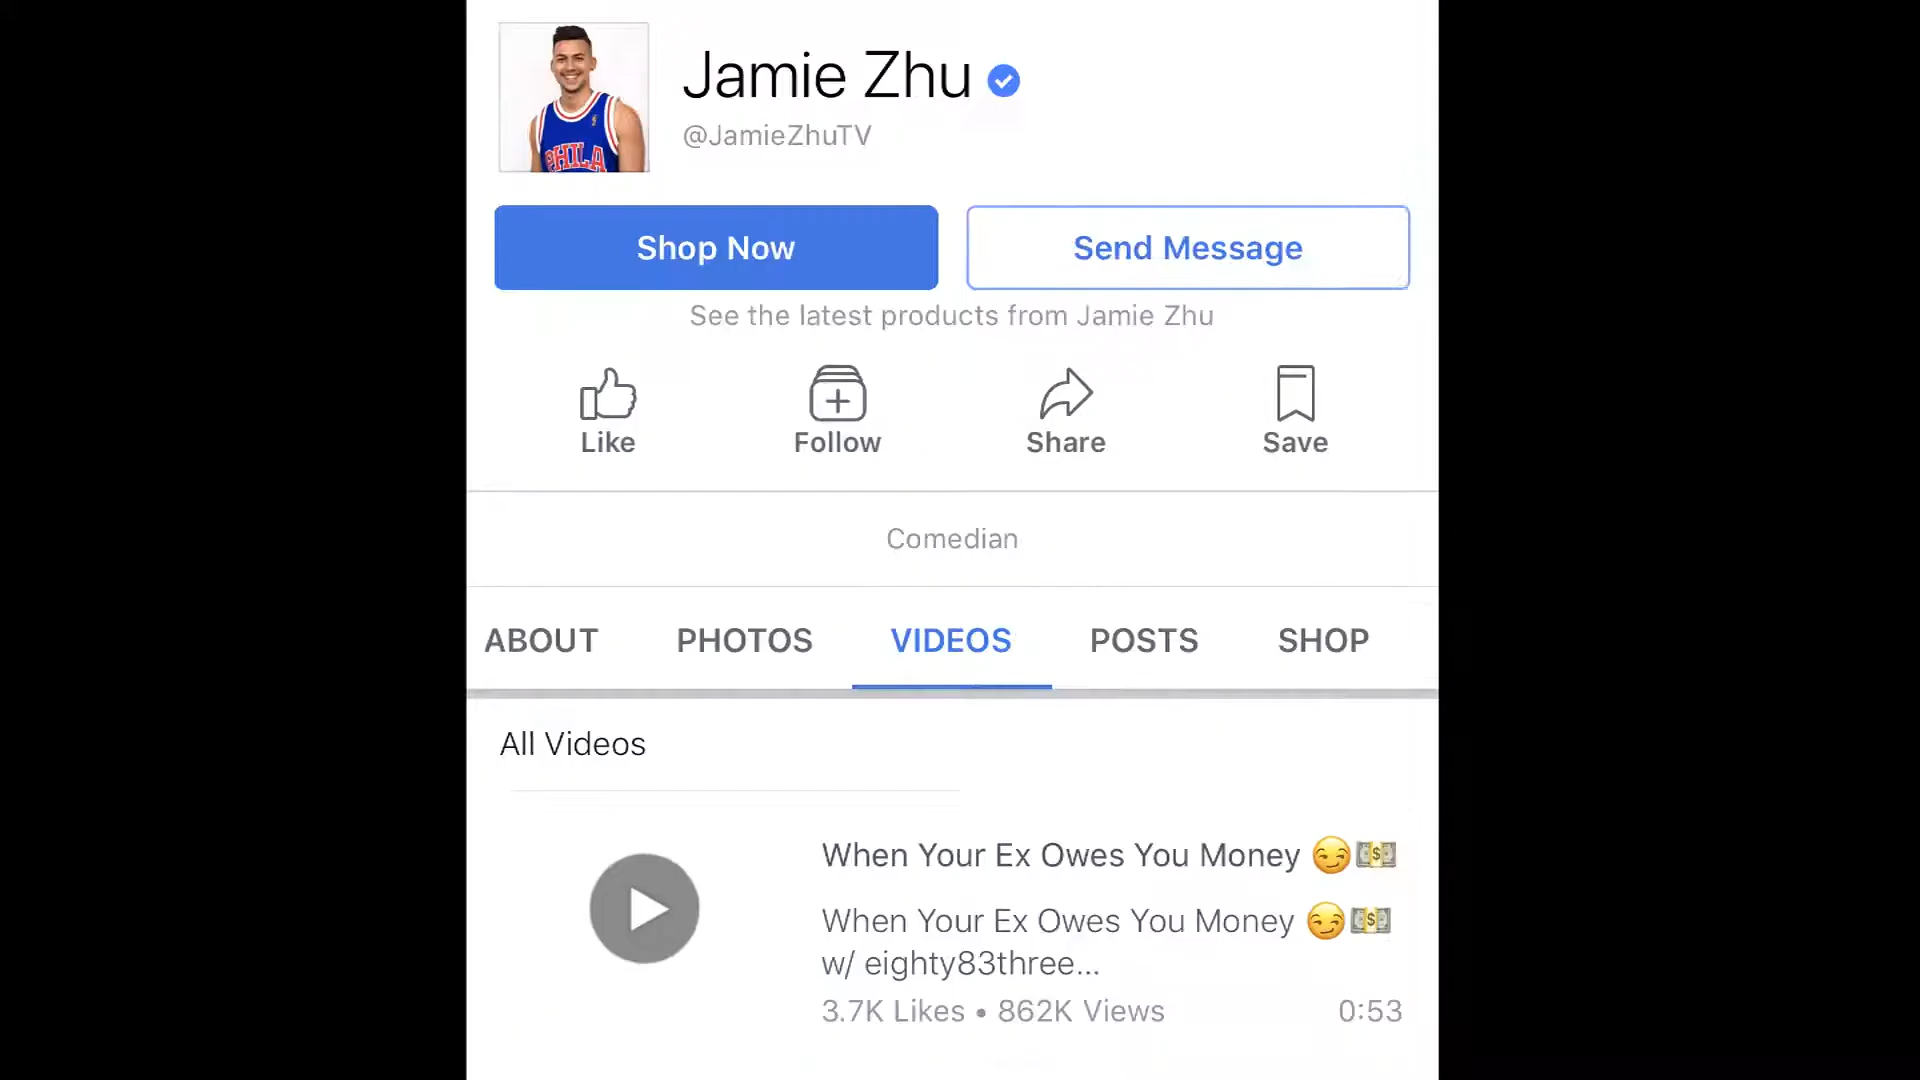 PHILA
Jamie Zhu
@JamieZhuTV
Shop Now
Send Message
See the latest products from Jamie Zhu
Like
Follow
Share
Save
Comedian
ABOUT
PHOTOS
VIDEOS
POSTS
SHOP
All Videos
When Your Ex Owes You Money 😏💵
When Your Ex Owes You Money 😏💵
w/ eighty83three...
3.7K Likes • 862K Views
0:53